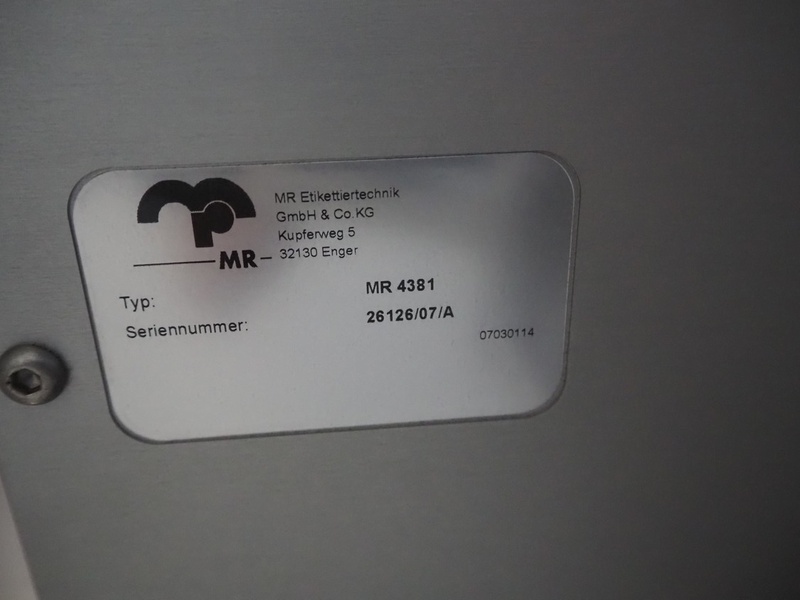 MR Etikettiertechnik
GmbH & Co.KG
Kupferweg 5
32130 Enger
MR
Typ: MR 4381
Seriennummer: 26126/07/A
07030114